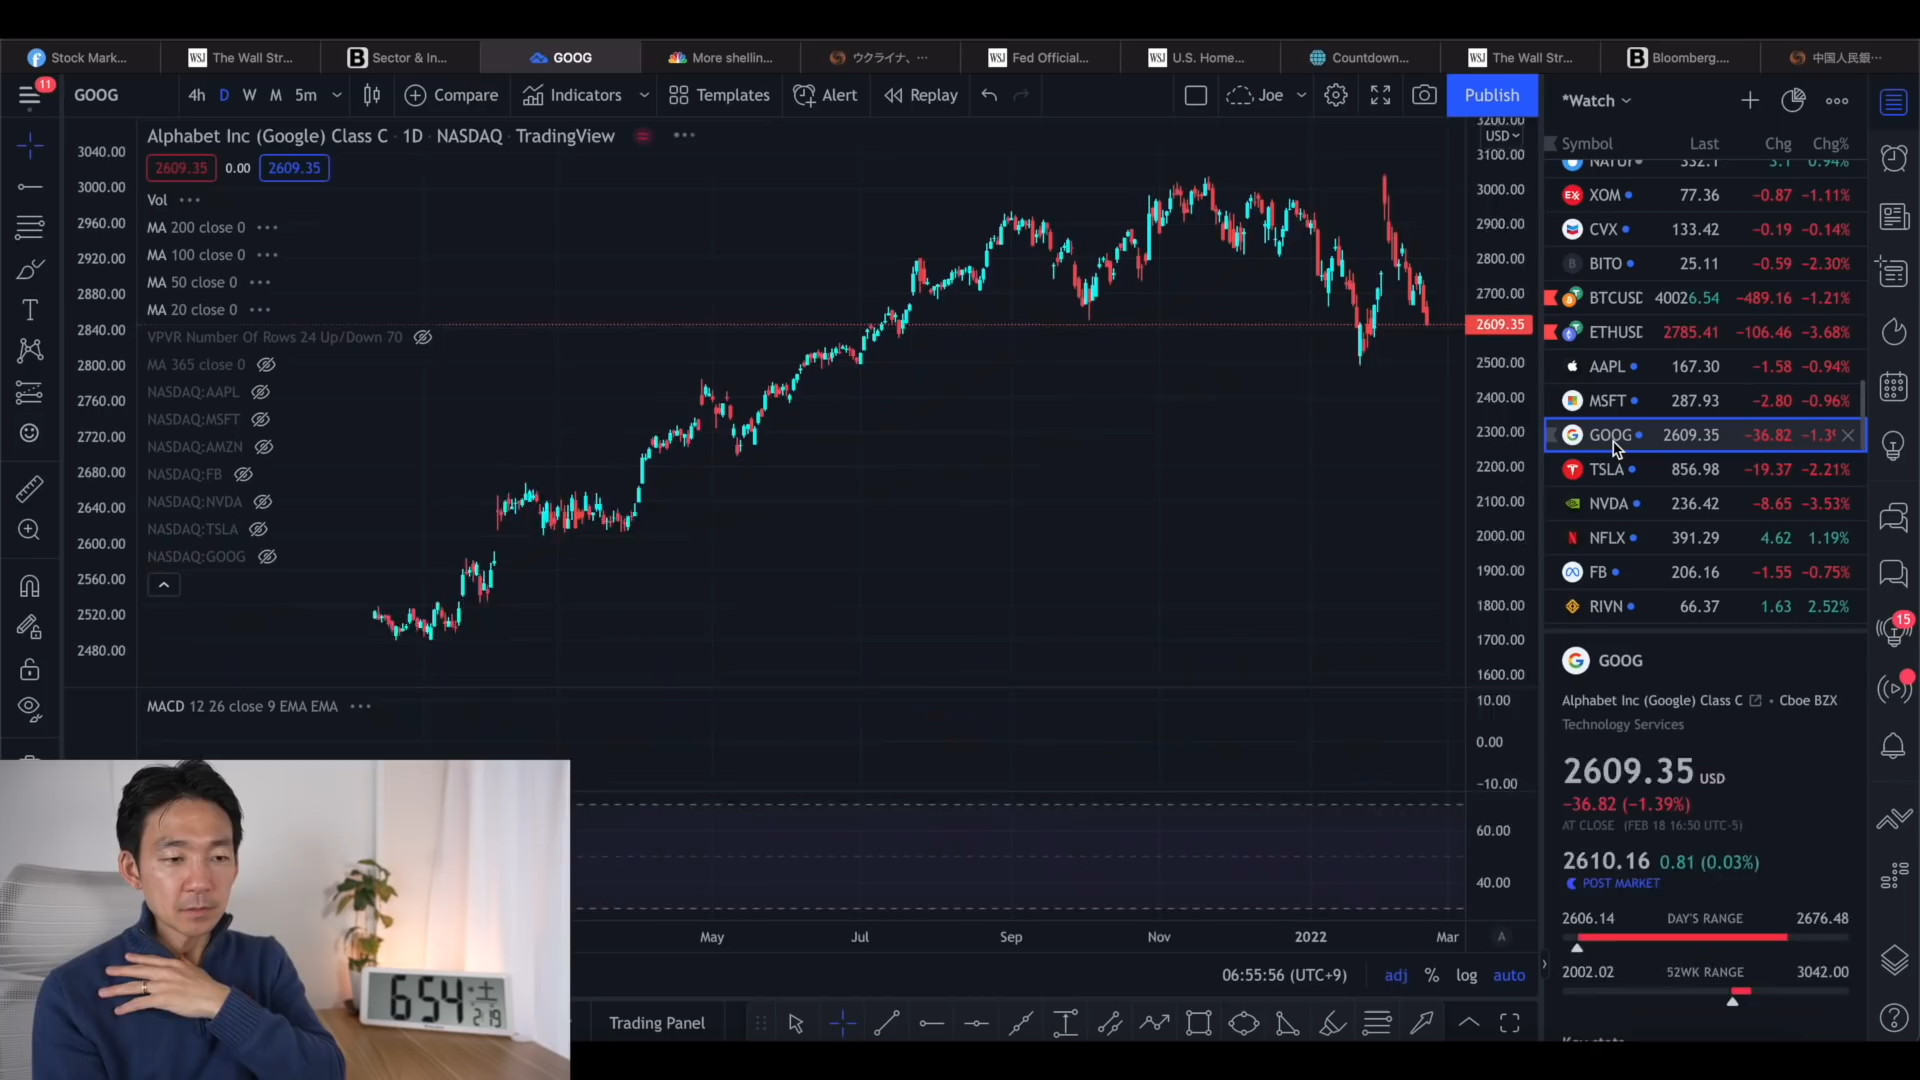 Stock Mark...
The Wall Str...
Sector & In...
GOOG
More shellin...
ウクライナ、…
Fed Official...
U.S. Home...
Countdown...
The Wall Str...
Bloomberg....
中国人民銀…
11
GOOG
4h D W M 5m
Compare
Indicators
Templates
Alert
Replay
Joe
Publish
*Watch
Alphabet Inc (Google) Class C · 1D · NASDAQ · TradingView
2609.35 0.00 2609.35
Vol
MA 200 close 0
MA 100 close 0
MA 50 close 0
MA 20 close 0
VPVR Number Of Rows 24 Up/Down 70
MA 365 close 0
NASDAQ:AAPL
NASDAQ:MSFT
NASDAQ:AMZN
NASDAQ:FB
NASDAQ:NVDA
NASDAQ:TSLA
NASDAQ:GOOG
3040.00
3000.00
2960.00
2920.00
2880.00
2840.00
2800.00
2760.00
2720.00
2680.00
2640.00
2600.00
2560.00
2520.00
2480.00
3200.00
USD
3100.00
3000.00
2900.00
2800.00
2700.00
2609.35
2500.00
2400.00
2300.00
2200.00
2100.00
2000.00
1900.00
1800.00
1700.00
1600.00
MACD 12 26 close 9 EMA EMA
10.00
0.00
−10.00
60.00
40.00
May Jul Sep Nov 2022 Mar
A
06:55:56 (UTC+9) adj % log auto
Trading Panel
Symbol Last Chg Chg%
332.1 3.1 0.94%
XOM 77.36 −0.87 −1.11%
CVX 133.42 −0.19 −0.14%
BITO 25.11 −0.59 −2.30%
BTCUSD 40026.54 −489.16 −1.21%
ETHUSD 2785.41 −106.46 −3.68%
AAPL 167.30 −1.58 −0.94%
MSFT 287.93 −2.80 −0.96%
GOOG 2609.35 −36.82 −1.39
TSLA 856.98 −19.37 −2.21%
NVDA 236.42 −8.65 −3.53%
NFLX 391.29 4.62 1.19%
FB 206.16 −1.55 −0.75%
RIVN 66.37 1.63 2.52%
15
GOOG
Alphabet Inc (Google) Class C • Cboe BZX
Technology Services
2609.35 USD
−36.82 (−1.39%)
AT CLOSE (FEB 18 16:50 UTC-5)
2610.16 0.81 (0.03%)
POST MARKET
2606.14 DAY'S RANGE 2676.48
2002.02 52WK RANGE 3042.00
654
土
2/19